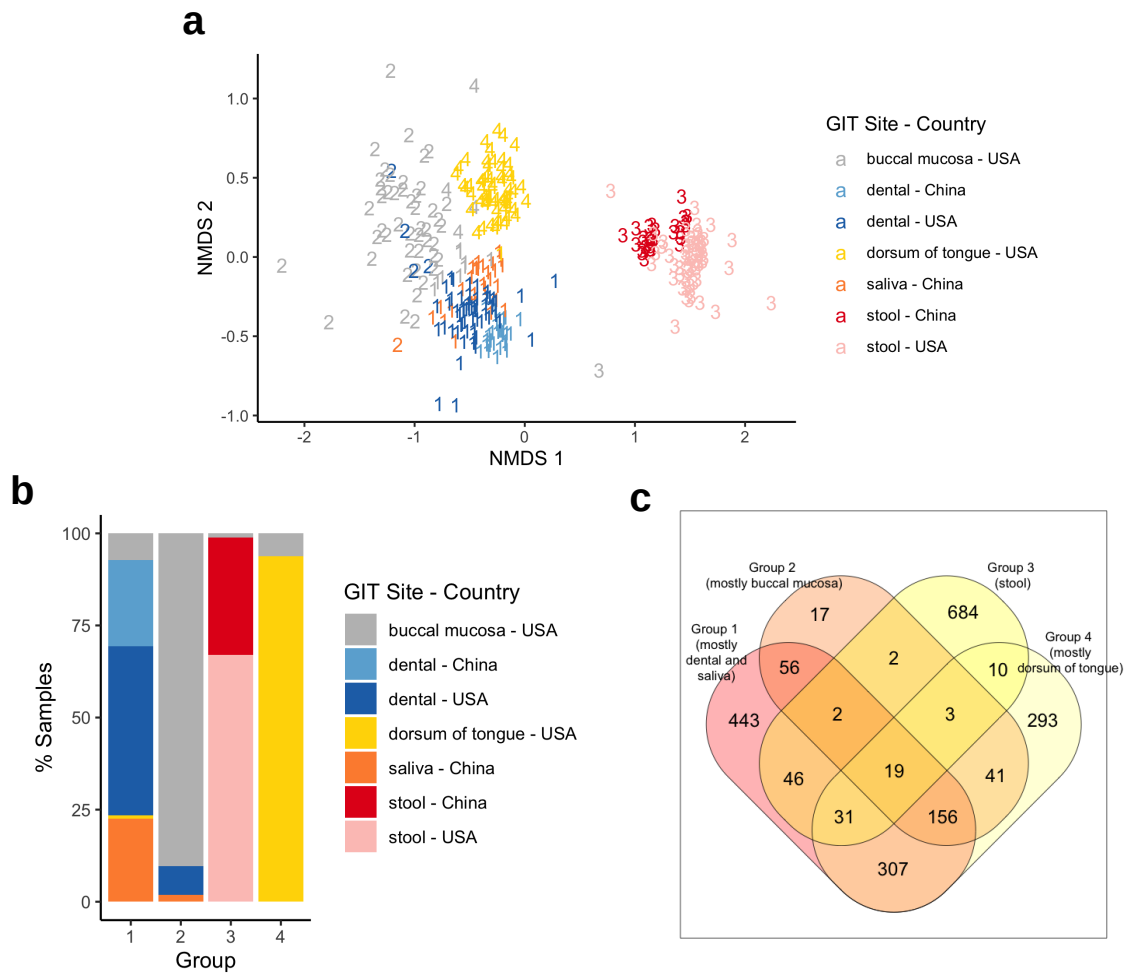 a
1.0
0.5
0.0
-0.5
-1.0
NMDS 2
-2
-1
0
1
2
NMDS 1
GIT Site - Country
a buccal mucosa - USA
a dental - China
a dental - USA
a dorsum of tongue - USA
a saliva - China
a stool - China
a stool - USA
b
100
75
50
25
0
% Samples
1
2
3
4
Group
GIT Site - Country
buccal mucosa - USA
dental - China
dental - USA
dorsum of tongue - USA
saliva - China
stool - China
stool - USA
c
Group 2
(mostly buccal mucosa)
Group 3
(stool)
Group 1
(mostly
dental and
saliva)
Group 4
(mostly
dorsum of tongue)
17
684
56
2
10
443
2
3
293
46
19
41
31
156
307